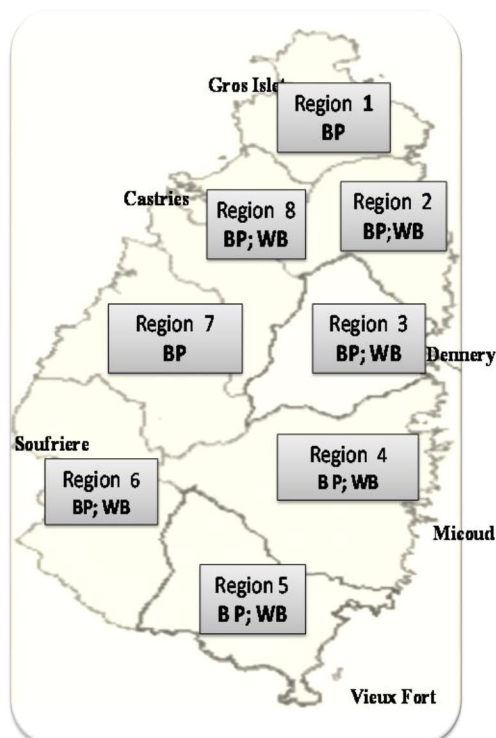 Gros Islet
Region 1
BP
Castries
Region 8
BP; WB
Region 2
BP;WB
Region 7
BP
Region 3
BP; WB
Dennery
Soufriere
Region 4
B P; WB
Region 6
BP; WB
Micoud
Region 5
B P; WB
Vieux Fort